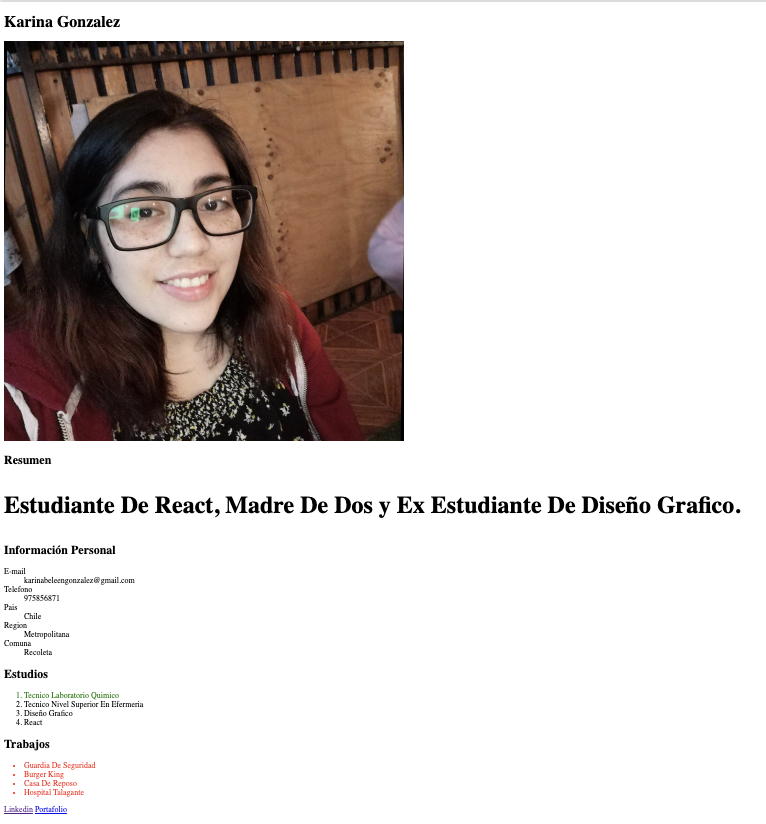 Karina Gonzalez
Resumen
Estudiante De React, Madre De Dos y Ex Estudiante De Diseño Grafico.
Información Personal
E-mail
karinabeleengonzalez@gmail.com
Telefono
975856871
Pais
Chile
Region
Metropolitana
Comuna
Recoleta
Estudios
1. Tecnico Laboratorio Quimico
2. Tecnico Nivel Superior En Efermeria
3. Diseño Grafico
4. React
Trabajos
• Guardia De Seguridad
• Burger King
• Casa De Reposo
• Hospital Talagante
Linkedin Portafolio